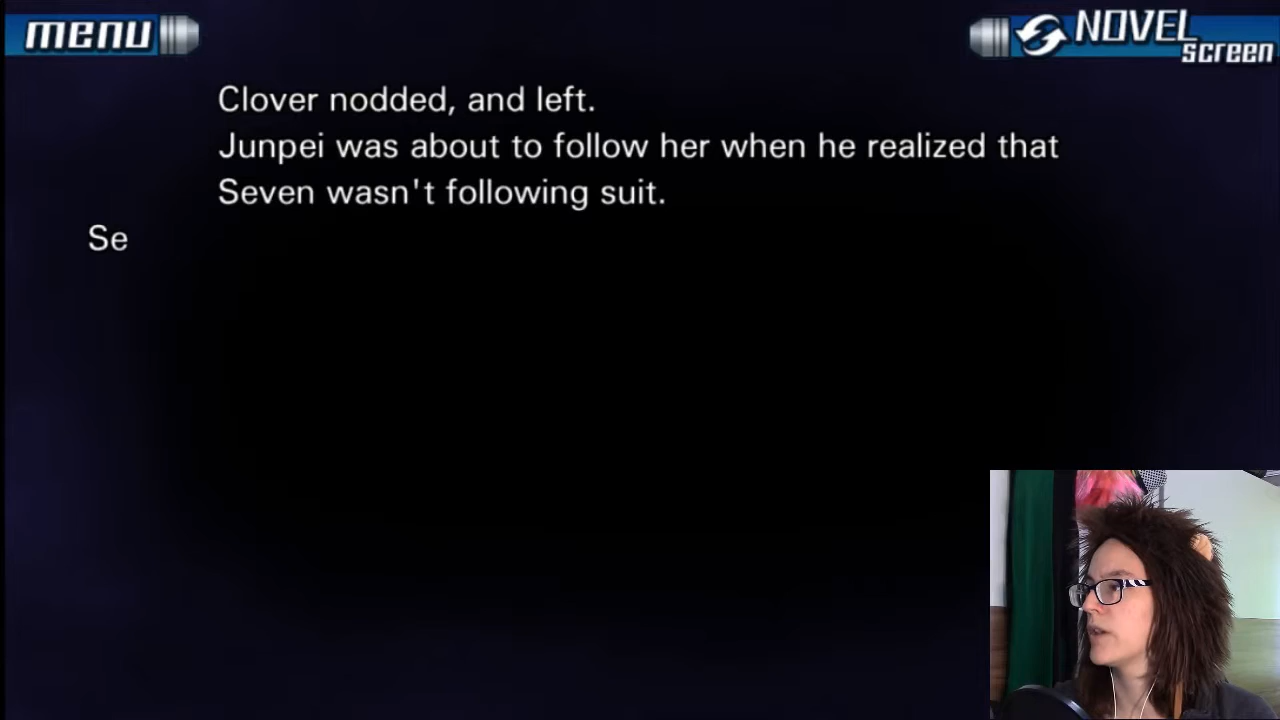 menu
NOVEL
screen
Clover nodded, and left.
Junpei was about to follow her when he realized that
Seven wasn't following suit.
Se